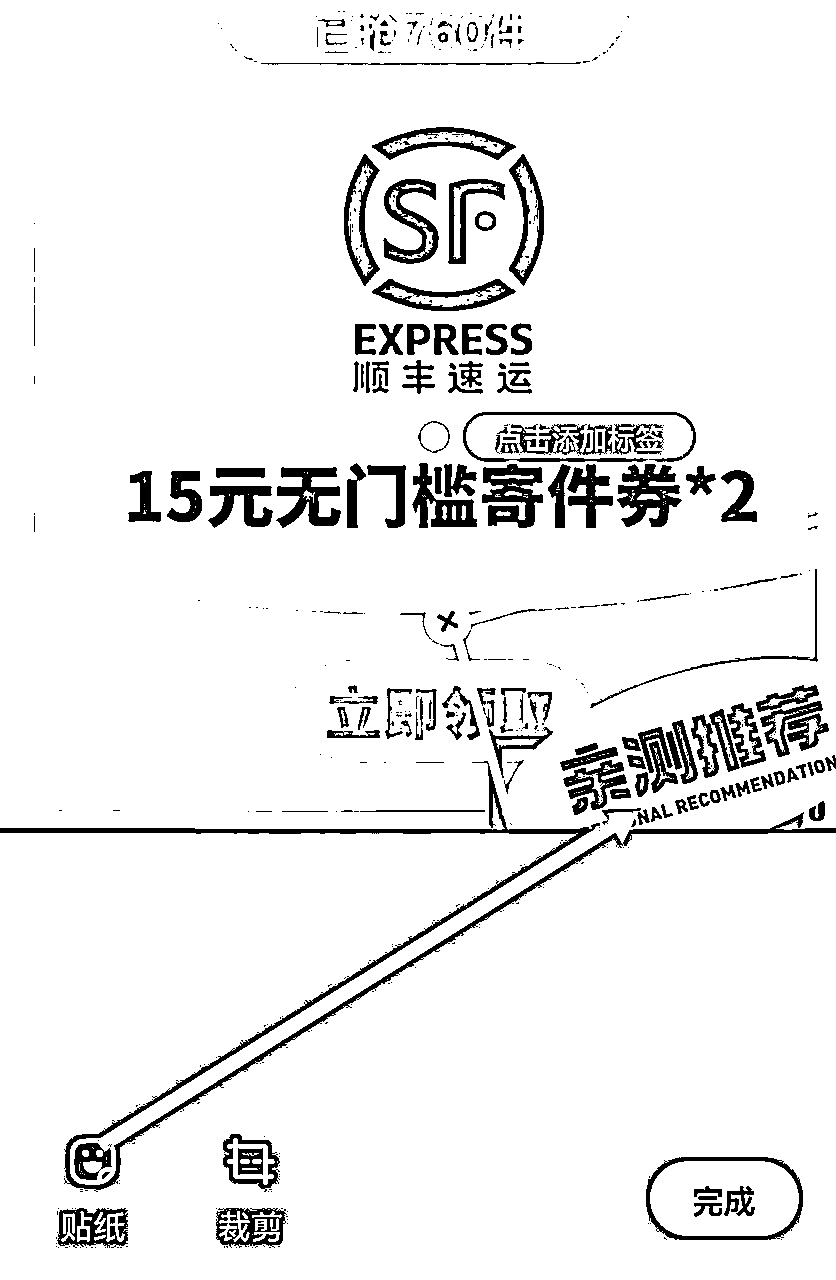 已抢760件
SF
EXPRESS
顺丰速运
点击添加标签
15元无门槛寄件券*2
立即领取
亲测推荐
NAL RECOMMENDATION
贴纸
裁剪
完成